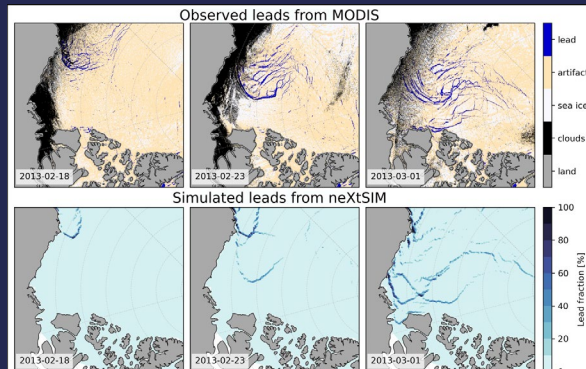 Observed leads from MODIS
lead
artifact
sea ice
clouds
land
2013-02-18
2013-02-23
2013-03-01
Simulated leads from neXtSIM
100
80
60
40
20
Lead fraction [%]
2013-02-18
2013-02-23
2013-03-01